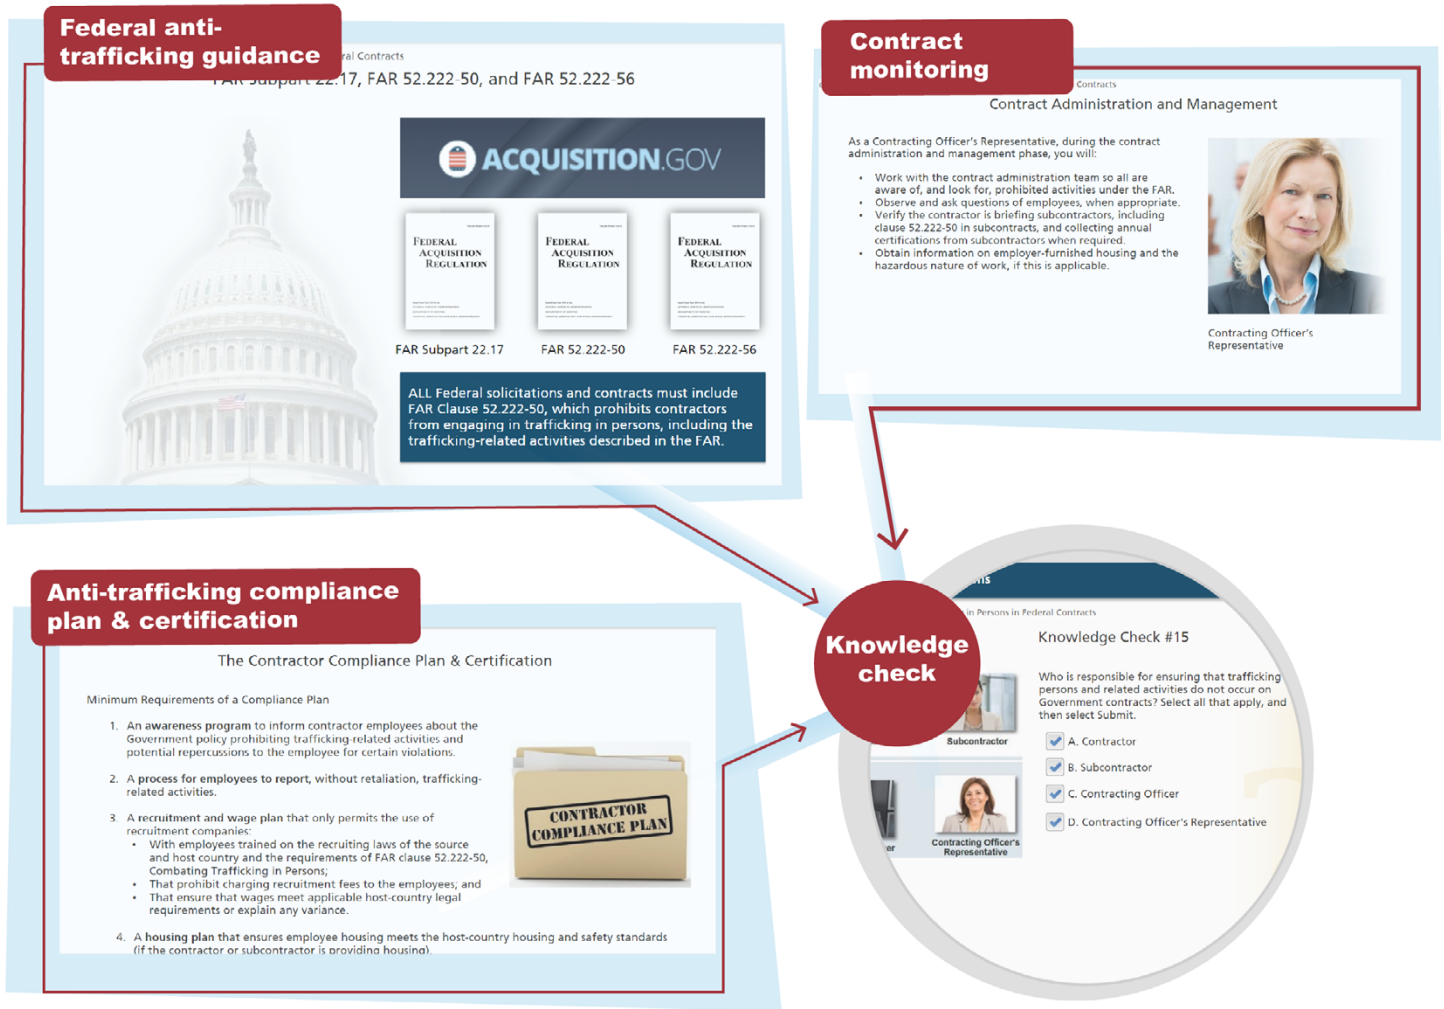 Federal anti-
trafficking guidance
ral Contracts
FAR Subpart 22.17, FAR 52.222-50, and FAR 52.222-56
ACQUISITION.GOV
FEDERAL
ACQUISITION
REGULATION
FEDERAL
ACQUISITION
REGULATION
FEDERAL
ACQUISITION
REGULATION
FAR Subpart 22.17
FAR 52.222-50
FAR 52.222-56
ALL Federal solicitations and contracts must include
FAR Clause 52.222-50, which prohibits contractors
from engaging in trafficking in persons, including the
trafficking-related activities described in the FAR.
Contract
monitoring
Contracts
Contract Administration and Management
As a Contracting Officer's Representative, during the contract
administration and management phase, you will:
• Work with the contract administration team so all are
aware of, and look for, prohibited activities under the FAR.
• Observe and ask questions of employees, when appropriate.
• Verify the contractor is briefing subcontractors, including
clause 52.222-50 in subcontracts, and collecting annual
certifications from subcontractors when required.
• Obtain information on employer-furnished housing and the
hazardous nature of work, if this is applicable.
Contracting Officer's
Representative
Anti-trafficking compliance
plan & certification
The Contractor Compliance Plan & Certification
Minimum Requirements of a Compliance Plan
1. An awareness program to inform contractor employees about the
Government policy prohibiting trafficking-related activities and
potential repercussions to the employee for certain violations.
2. A process for employees to report, without retaliation, trafficking-
related activities.
3. A recruitment and wage plan that only permits the use of
recruitment companies:
• With employees trained on the recruiting laws of the source
and host country and the requirements of FAR clause 52.222-50,
Combating Trafficking in Persons;
• That prohibit charging recruitment fees to the employees; and
• That ensure that wages meet applicable host-country legal
requirements or explain any variance.
4. A housing plan that ensures employee housing meets the host-country housing and safety standards
(if the contractor or subcontractor is providing housing).
CONTRACTOR
COMPLIANCE PLAN
Knowledge
check
ns
in Persons in Federal Contracts
Knowledge Check #15
Who is responsible for ensuring that trafficking
persons and related activities do not occur on
Government contracts? Select all that apply, and
then select Submit.
A. Contractor
B. Subcontractor
C. Contracting Officer
D. Contracting Officer's Representative
Subcontractor
er
Contracting Officer's
Representative